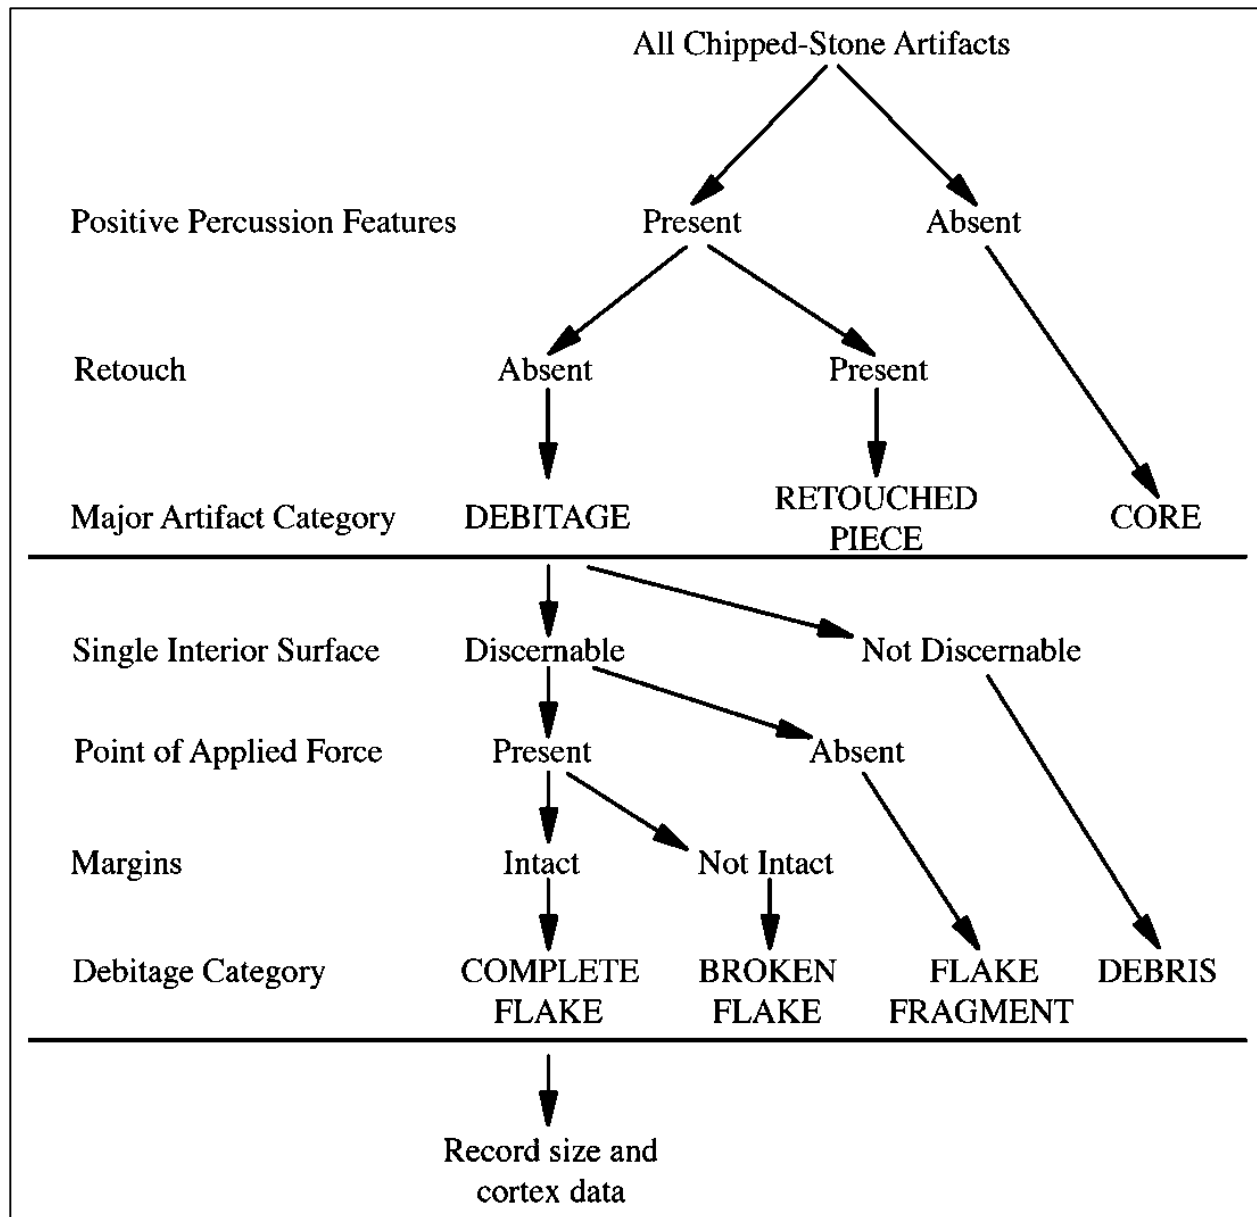 All Chipped-Stone Artifacts
Positive Percussion Features Present Absent
Retouch Absent Present
Major Artifact Category DEBITAGE RETOUCHED PIECE CORE
Single Interior Surface Discernable Not Discernable
Point of Applied Force Present Absent
Margins Intact Not Intact
Debitage Category COMPLETE FLAKE BROKEN FLAKE FLAKE FRAGMENT DEBRIS
Record size and
cortex data